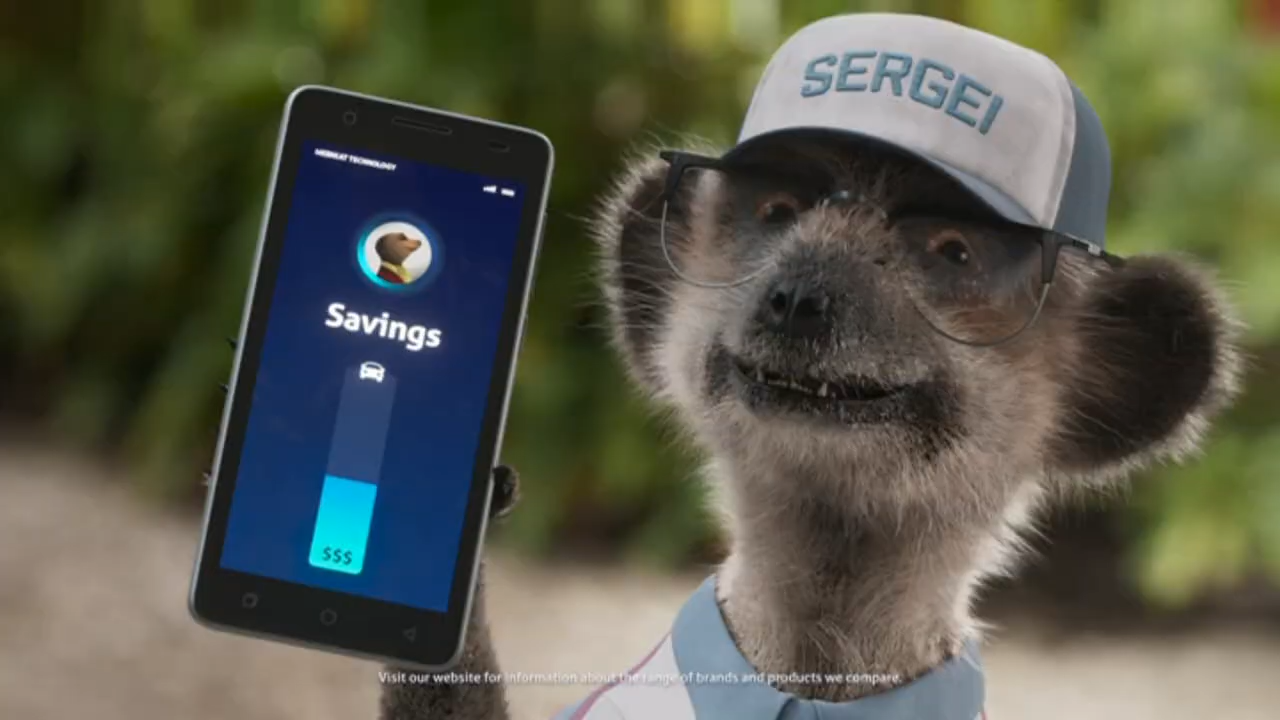 SERGEI
MEERKAT TECHNOLOGY
Savings
$$$
Visit our website for information about the range of brands and products we compare.